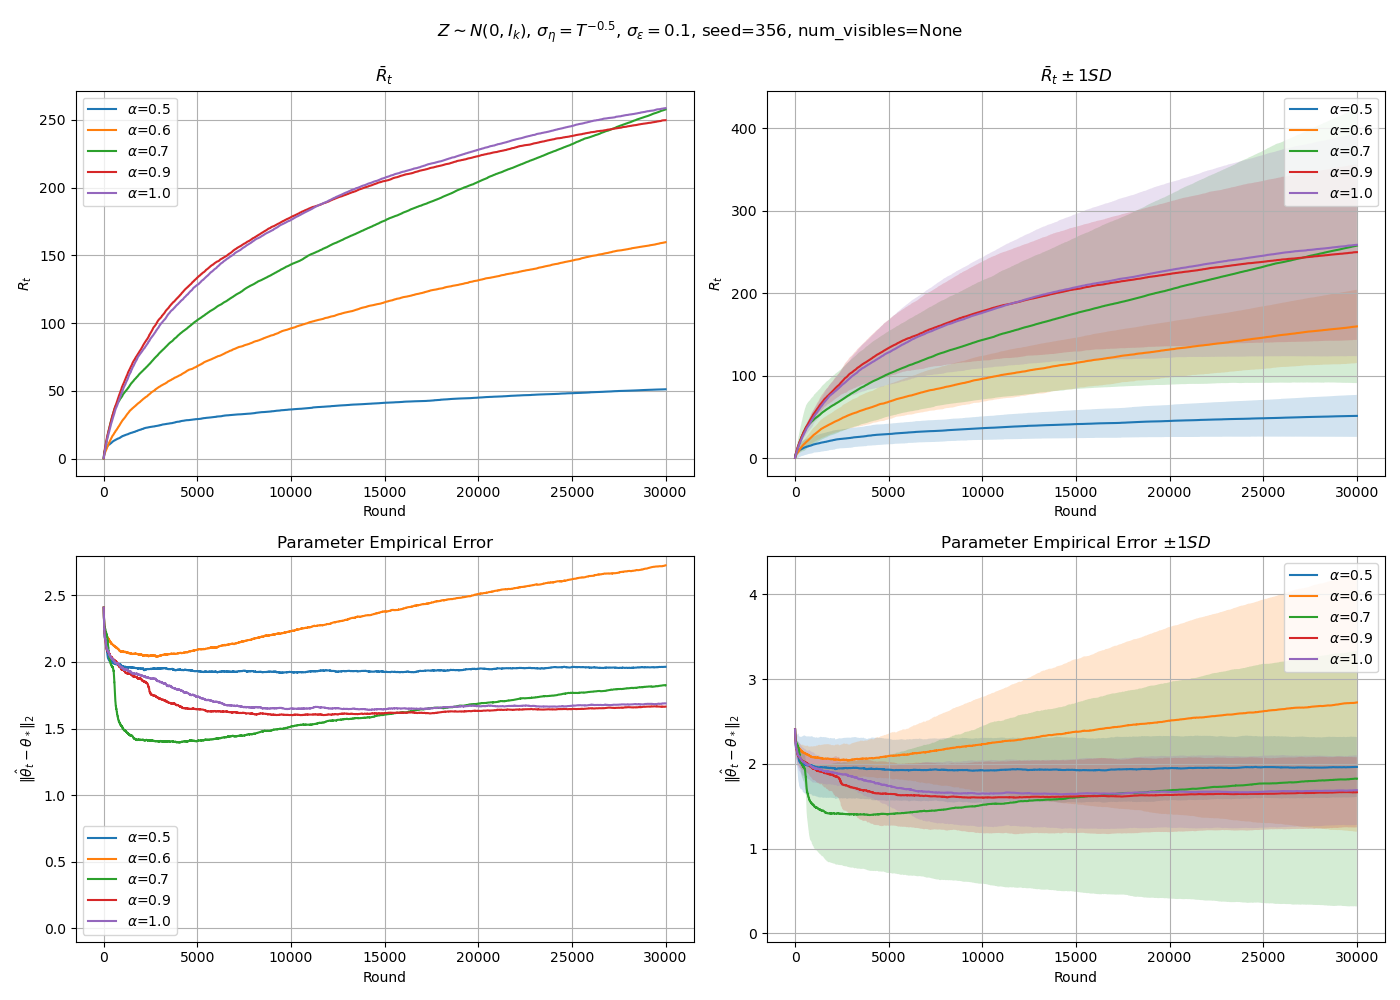 Z ∼ N(0, I_k), σ_η = T^{−0.5}, σ_ε = 0.1, seed=356, num_visibles=None
R̄_t
R_t
250
200
150
100
50
0
α=0.5
α=0.6
α=0.7
α=0.9
α=1.0
0 5000 10000 15000 20000 25000 30000
Round
R̄_t ± 1SD
R_t
400
300
200
100
0
α=0.5
α=0.6
α=0.7
α=0.9
α=1.0
0 5000 10000 15000 20000 25000 30000
Round
Parameter Empirical Error
‖θ̂_t − θ_*‖_2
2.5
2.0
1.5
1.0
0.5
0.0
α=0.5
α=0.6
α=0.7
α=0.9
α=1.0
0 5000 10000 15000 20000 25000 30000
Round
Parameter Empirical Error ±1SD
‖θ̂_t − θ_*‖_2
4
3
2
1
0
α=0.5
α=0.6
α=0.7
α=0.9
α=1.0
0 5000 10000 15000 20000 25000 30000
Round